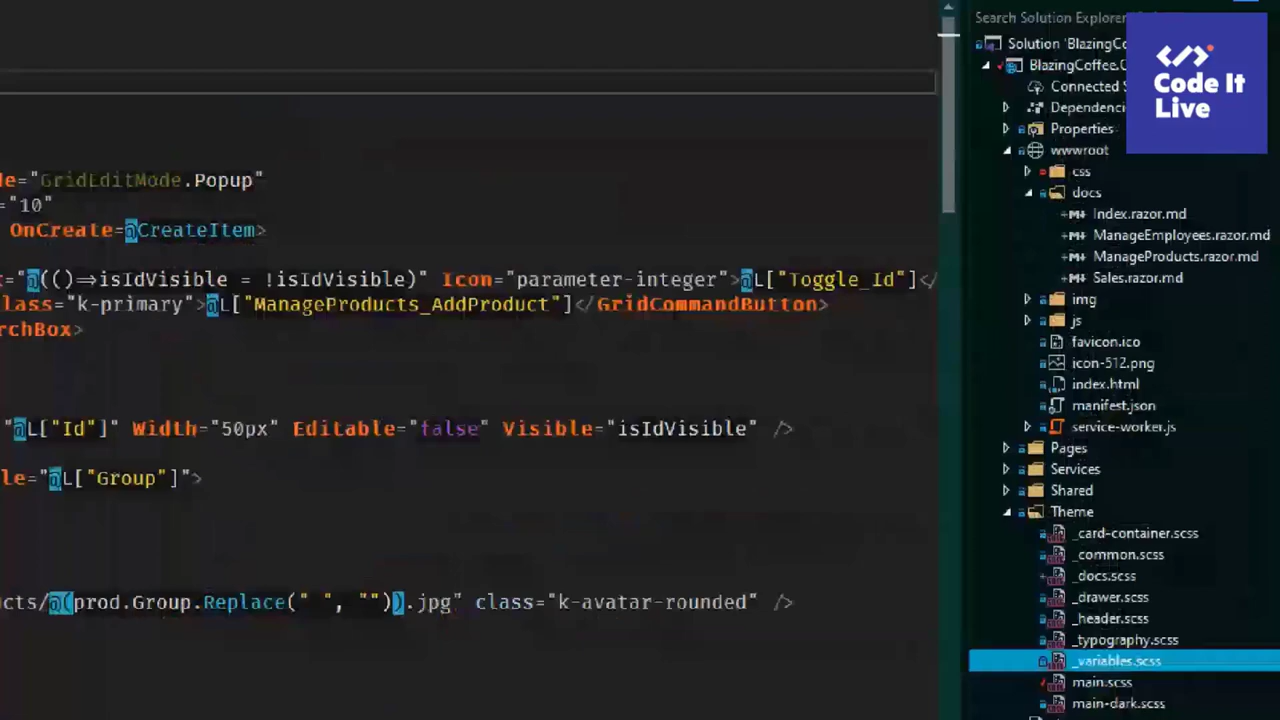 de="GridEditMode.Popup"
="10"
OnCreate=@CreateItem>
="@(()⇒isIdVisible = !isIdVisible)" Icon="parameter-integer">@L["Toggle_Id"]</
lass="k-primary">@L["ManageProducts_AddProduct"]</GridCommandButton>
rchBox>
"@L["Id"]" Width="50px" Editable="false" Visible="isIdVisible" />
le="@L["Group"]">
cts/@(prod.Group.Replace(" ", "")).jpg" class="k-avatar-rounded" />
Search Solution Explorer
Solution 'BlazingCo
BlazingCoffee.C
Connected S
Dependenci
Properties
wwwroot
css
docs
Index.razor.md
ManageEmployees.razor.md
ManageProducts.razor.md
Sales.razor.md
img
js
favicon.ico
icon-512.png
index.html
manifest.json
service-worker.js
Pages
Services
Shared
Theme
_card-container.scss
_common.scss
_docs.scss
_drawer.scss
_header.scss
_typography.scss
_variables.scss
main.scss
main-dark.scss
</>
Code It
Live